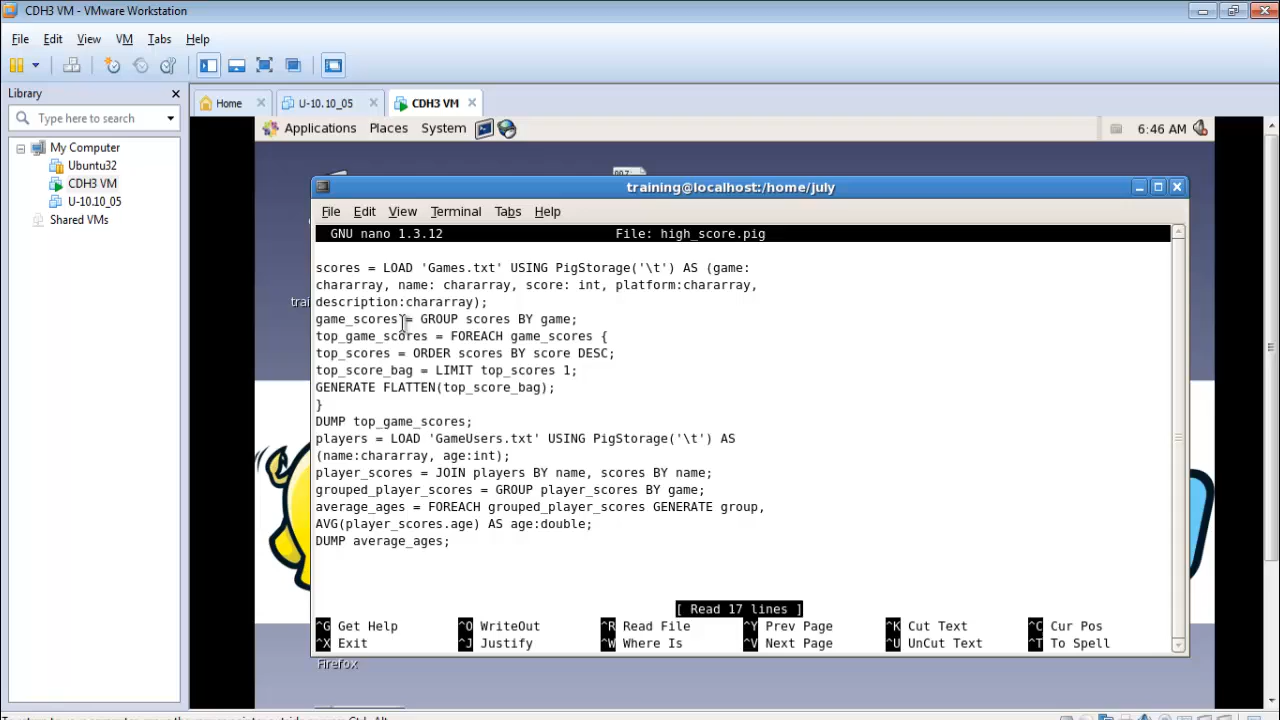 CDH3 VM - VMware Workstation
File Edit View VM Tabs Help
Library
Type here to search
My Computer
Ubuntu32
CDH3 VM
U-10.10_05
Shared VMs
Home U-10.10_05 CDH3 VM
Applications Places System 6:46 AM
training@localhost:/home/july
File Edit View Terminal Tabs Help
GNU nano 1.3.12 File: high_score.pig
scores = LOAD 'Games.txt' USING PigStorage('\t') AS (game:
chararray, name: chararray, score: int, platform:chararray,
description:chararray);
game_scores = GROUP scores BY game;
top_game_scores = FOREACH game_scores {
top_scores = ORDER scores BY score DESC;
top_score_bag = LIMIT top_scores 1;
GENERATE FLATTEN(top_score_bag);
}
DUMP top_game_scores;
players = LOAD 'GameUsers.txt' USING PigStorage('\t') AS
(name:chararray, age:int);
player_scores = JOIN players BY name, scores BY name;
grouped_player_scores = GROUP player_scores BY game;
average_ages = FOREACH grouped_player_scores GENERATE group,
AVG(player_scores.age) AS age:double;
DUMP average_ages;
[ Read 17 lines ]
^G Get Help ^O WriteOut ^R Read File ^Y Prev Page ^K Cut Text ^C Cur Pos
^X Exit ^J Justify ^W Where Is ^V Next Page ^U UnCut Text ^T To Spell
Firefox